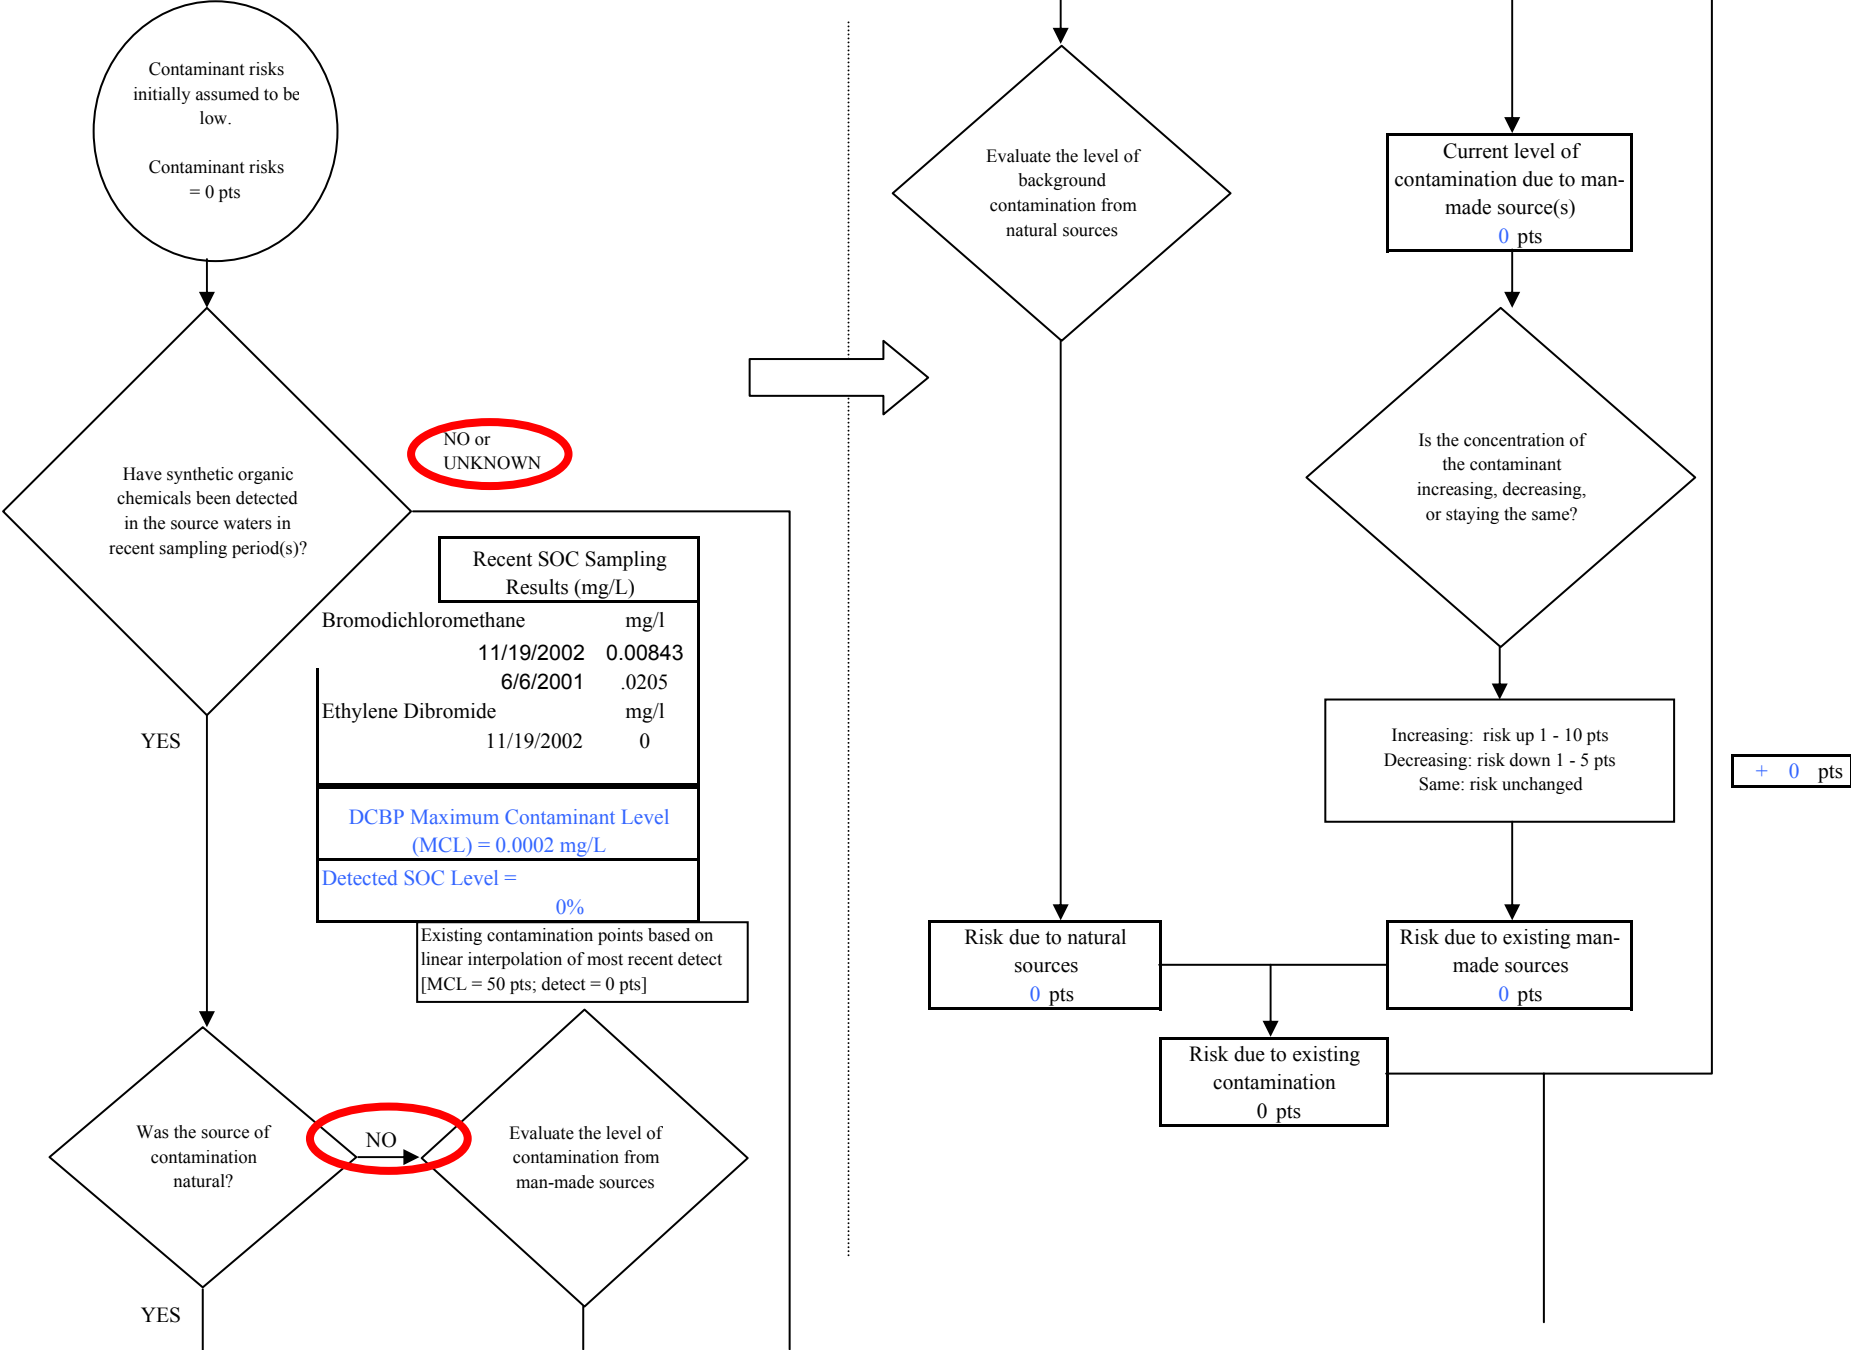 Contaminant risks
initially assumed to be
low.
Contaminant risks
= 0 pts
Have synthetic organic
chemicals been detected
in the source waters in
recent sampling period(s)?
NO or
UNKNOWN
Recent SOC Sampling
Results (mg/L)
Bromodichloromethane mg/l
11/19/2002 0.00843
6/6/2001 .0205
Ethylene Dibromide mg/l
11/19/2002 0
DCBP Maximum Contaminant Level
(MCL) = 0.0002 mg/L
Detected SOC Level =
0%
Existing contamination points based on
linear interpolation of most recent detect
[MCL = 50 pts; detect = 0 pts]
YES
Was the source of
contamination
natural?
NO
Evaluate the level of
contamination from
man-made sources
YES
Evaluate the level of
background
contamination from
natural sources
Current level of
contamination due to man-
made source(s)
0 pts
Is the concentration of
the contaminant
increasing, decreasing,
or staying the same?
Increasing: risk up 1 - 10 pts
Decreasing: risk down 1 - 5 pts
Same: risk unchanged
+ 0 pts
Risk due to natural
sources
0 pts
Risk due to existing man-
made sources
0 pts
Risk due to existing
contamination
0 pts